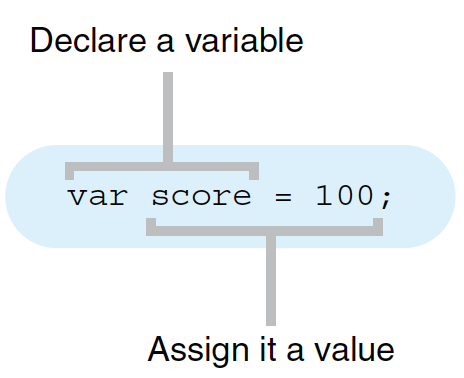 Declare a variable
var score = 100;
Assign it a value